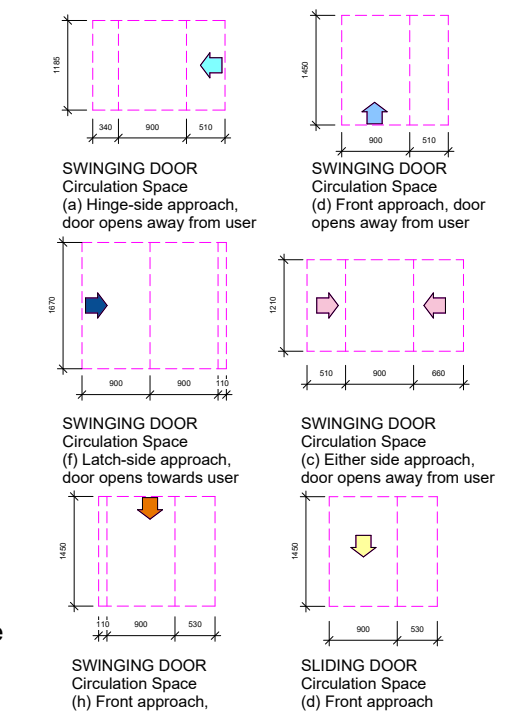 1185
340 900 510
SWINGING DOOR
Circulation Space
(a) Hinge-side approach,
door opens away from user
1450
900 510
SWINGING DOOR
Circulation Space
(d) Front approach, door
opens away from user
1670
900 900 110
SWINGING DOOR
Circulation Space
(f) Latch-side approach,
door opens towards user
1210
510 900 660
SWINGING DOOR
Circulation Space
(c) Either side approach,
door opens away from user
1450
110 900 530
SWINGING DOOR
Circulation Space
(h) Front approach,
1450
900 530
SLIDING DOOR
Circulation Space
(d) Front approach
e